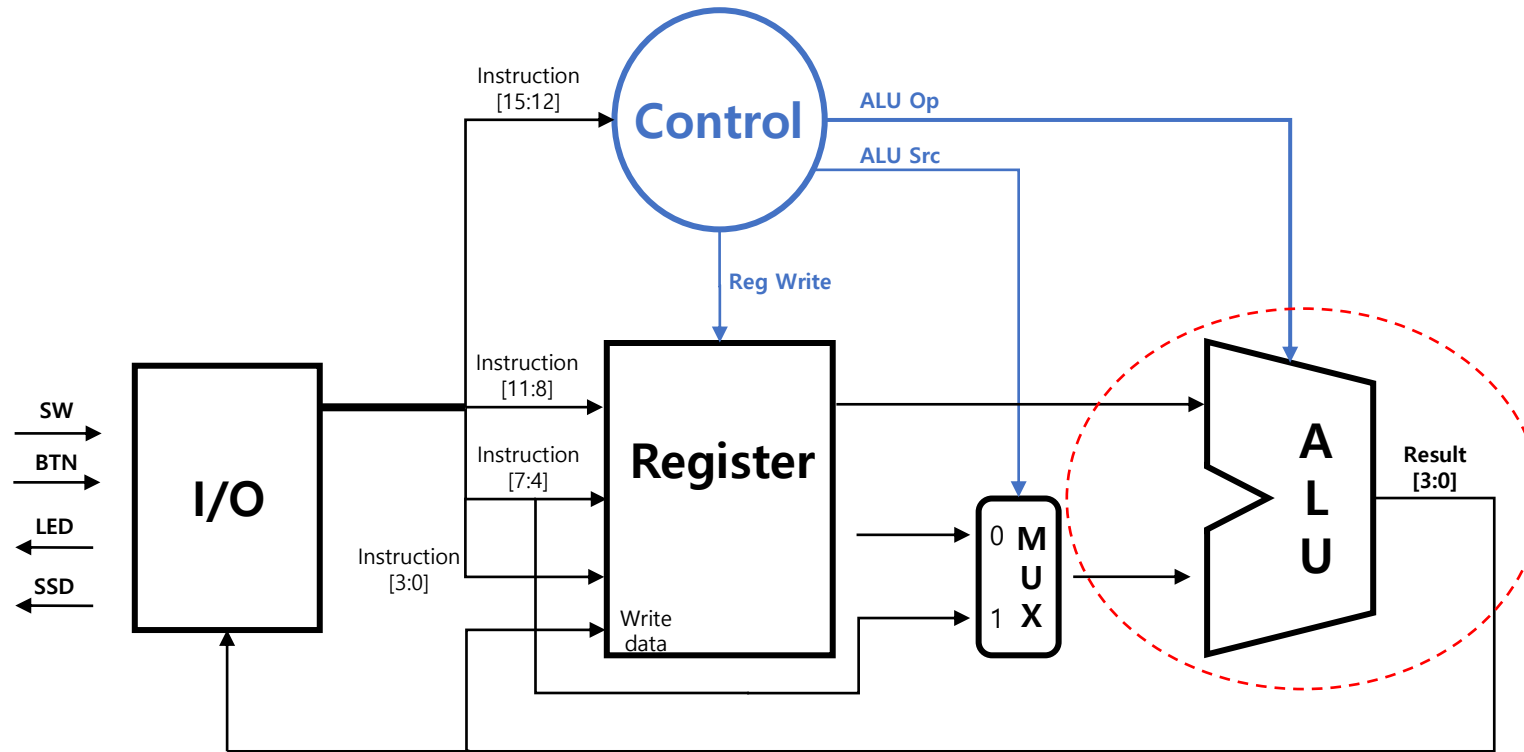 Instruction
[15:12]
Control
ALU Op
ALU Src
Reg Write
Instruction
[11:8]
SW
BTN
LED
SSD
I/O
Instruction
[7:4]
Instruction
[3:0]
Register
Write
data
0
1
M
U
X
A
L
U
Result
[3:0]